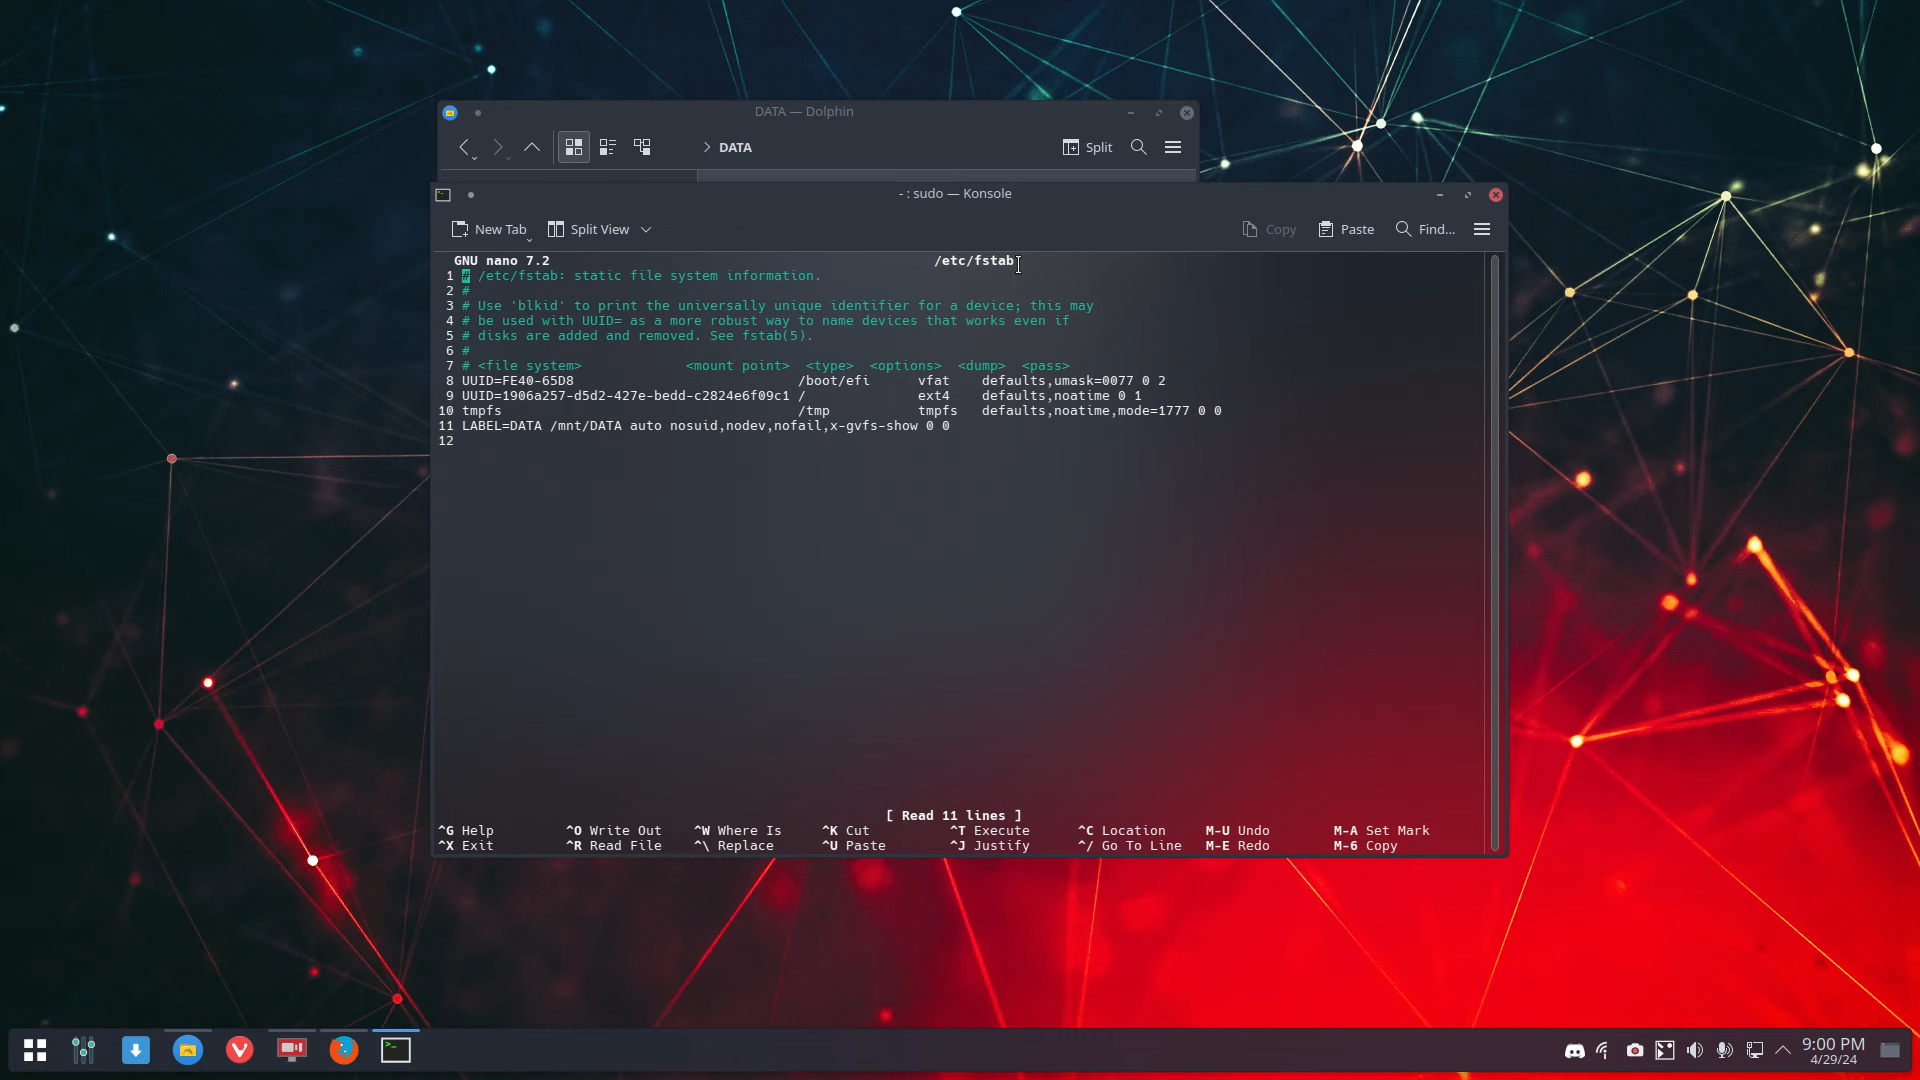 DATA — Dolphin
DATA
Split
- : sudo — Konsole
New Tab
Split View
Copy
Paste
Find...
GNU nano 7.2 /etc/fstab
1 # /etc/fstab: static file system information.
2 #
3 # Use 'blkid' to print the universally unique identifier for a device; this may
4 # be used with UUID= as a more robust way to name devices that works even if
5 # disks are added and removed. See fstab(5).
6 #
7 # <file system> <mount point> <type> <options> <dump> <pass>
8 UUID=FE40-65D8 /boot/efi vfat defaults,umask=0077 0 2
9 UUID=1906a257-d5d2-427e-bedd-c2824e6f09c1 / ext4 defaults,noatime 0 1
10 tmpfs /tmp tmpfs defaults,noatime,mode=1777 0 0
11 LABEL=DATA /mnt/DATA auto nosuid,nodev,nofail,x-gvfs-show 0 0
12
[ Read 11 lines ]
^G Help ^O Write Out ^W Where Is ^K Cut ^T Execute ^C Location M-U Undo M-A Set Mark
^X Exit ^R Read File ^\ Replace ^U Paste ^J Justify ^/ Go To Line M-E Redo M-6 Copy
9:00 PM
4/29/24